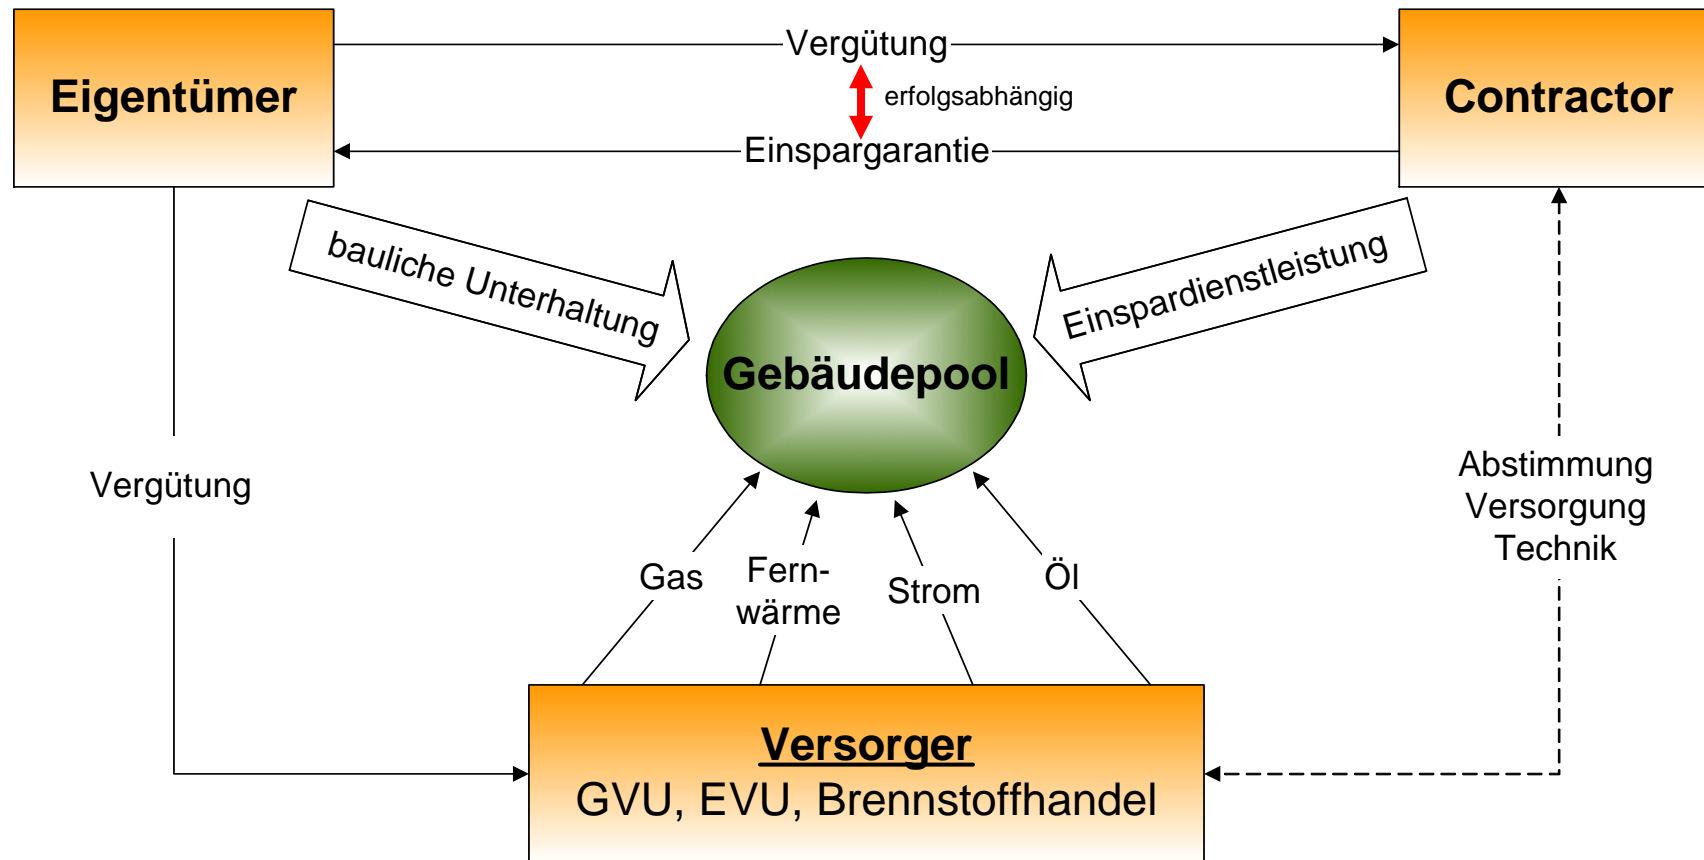 Eigentümer
Vergütung
erfolgsabhängig
Einspargarantie
Contractor
bauliche Unterhaltung
Einspardienstleistung
Gebäudepool
Vergütung
Abstimmung
Versorgung
Technik
Gas
Fern-
wärme
Strom
Öl
Versorger
GVU, EVU, Brennstoffhandel